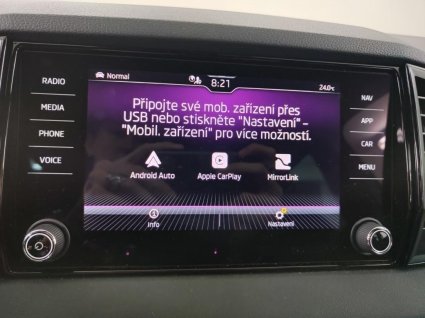 RADIO
MEDIA
PHONE
VOICE
Normal
8:21
24.0°C
Připojte své mob. zařízení přes
USB nebo stiskněte "Nastavení" –
"Mobil. zařízení" pro více možností.
Android Auto
Apple CarPlay
MirrorLink
Info
Nastavení
NAV
APP
CAR
MENU